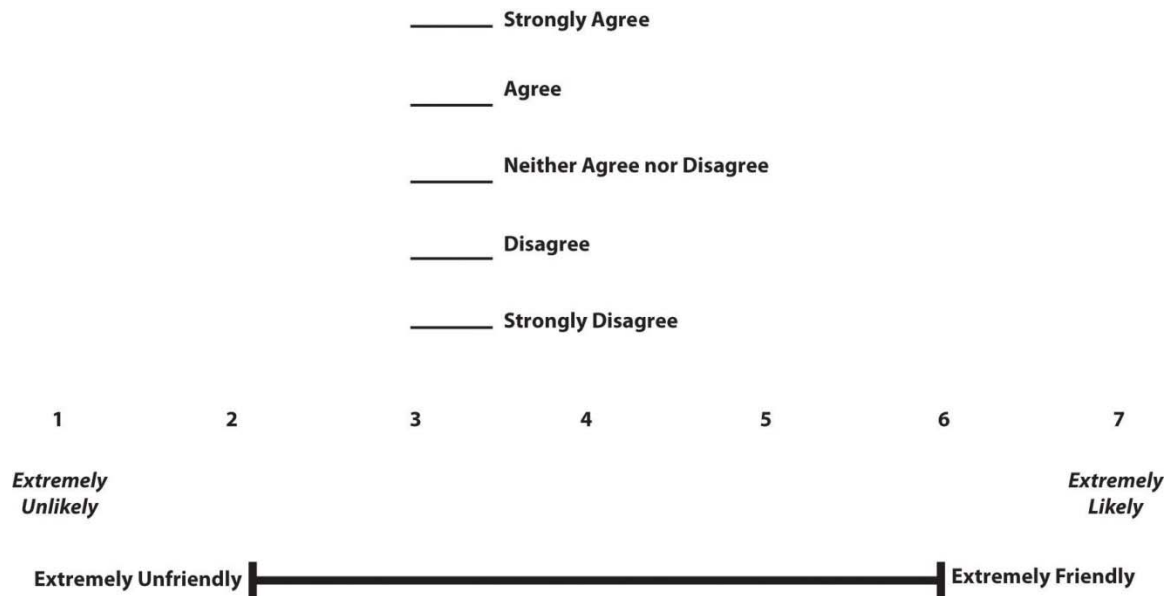 Strongly Agree
Agree
Neither Agree nor Disagree
Disagree
Strongly Disagree
1 2 3 4 5 6 7
Extremely Unlikely
Extremely Likely
Extremely Unfriendly
Extremely Friendly